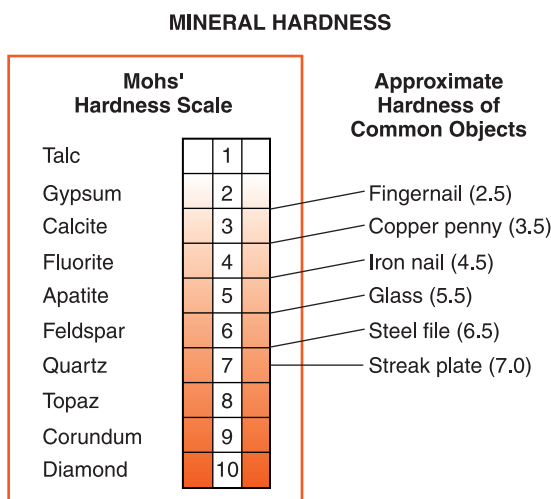 MINERAL HARDNESS
Mohs'
Hardness Scale
Approximate
Hardness of
Common Objects
Talc 1
Gypsum 2 Fingernail (2.5)
Calcite 3 Copper penny (3.5)
Fluorite 4 Iron nail (4.5)
Apatite 5 Glass (5.5)
Feldspar 6 Steel file (6.5)
Quartz 7 Streak plate (7.0)
Topaz 8
Corundum 9
Diamond 10